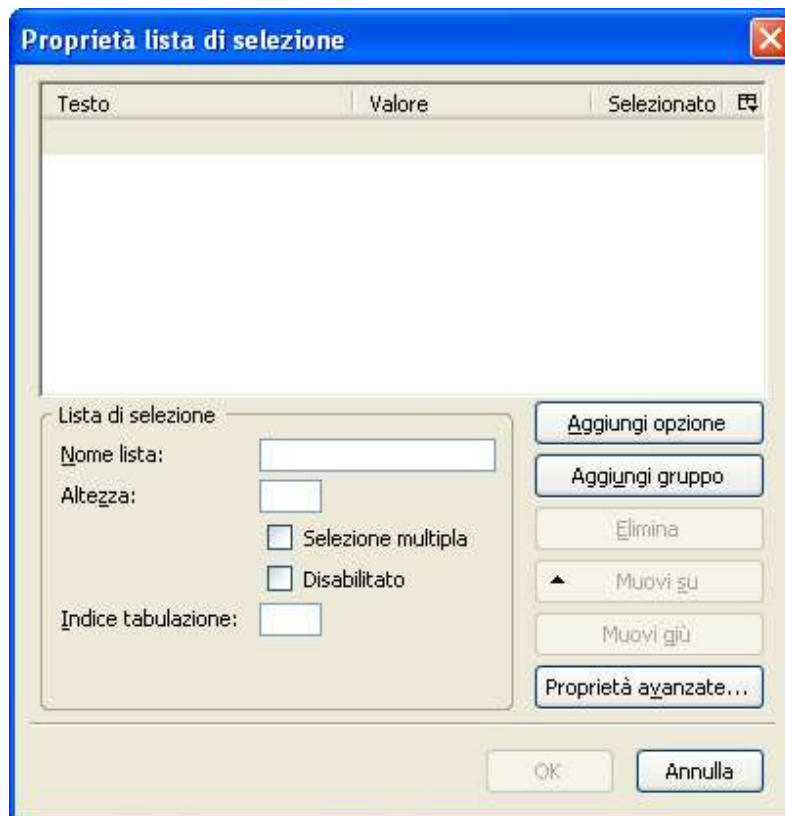 Proprietà lista di selezione
Testo Valore Selezionato
Lista di selezione
Nome lista:
Altezza:
Selezione multipla
Disabilitato
Indice tabulazione:
Aggiungi opzione
Aggiungi gruppo
Elimina
Muovi su
Muovi giù
Proprietà avanzate...
OK Annulla